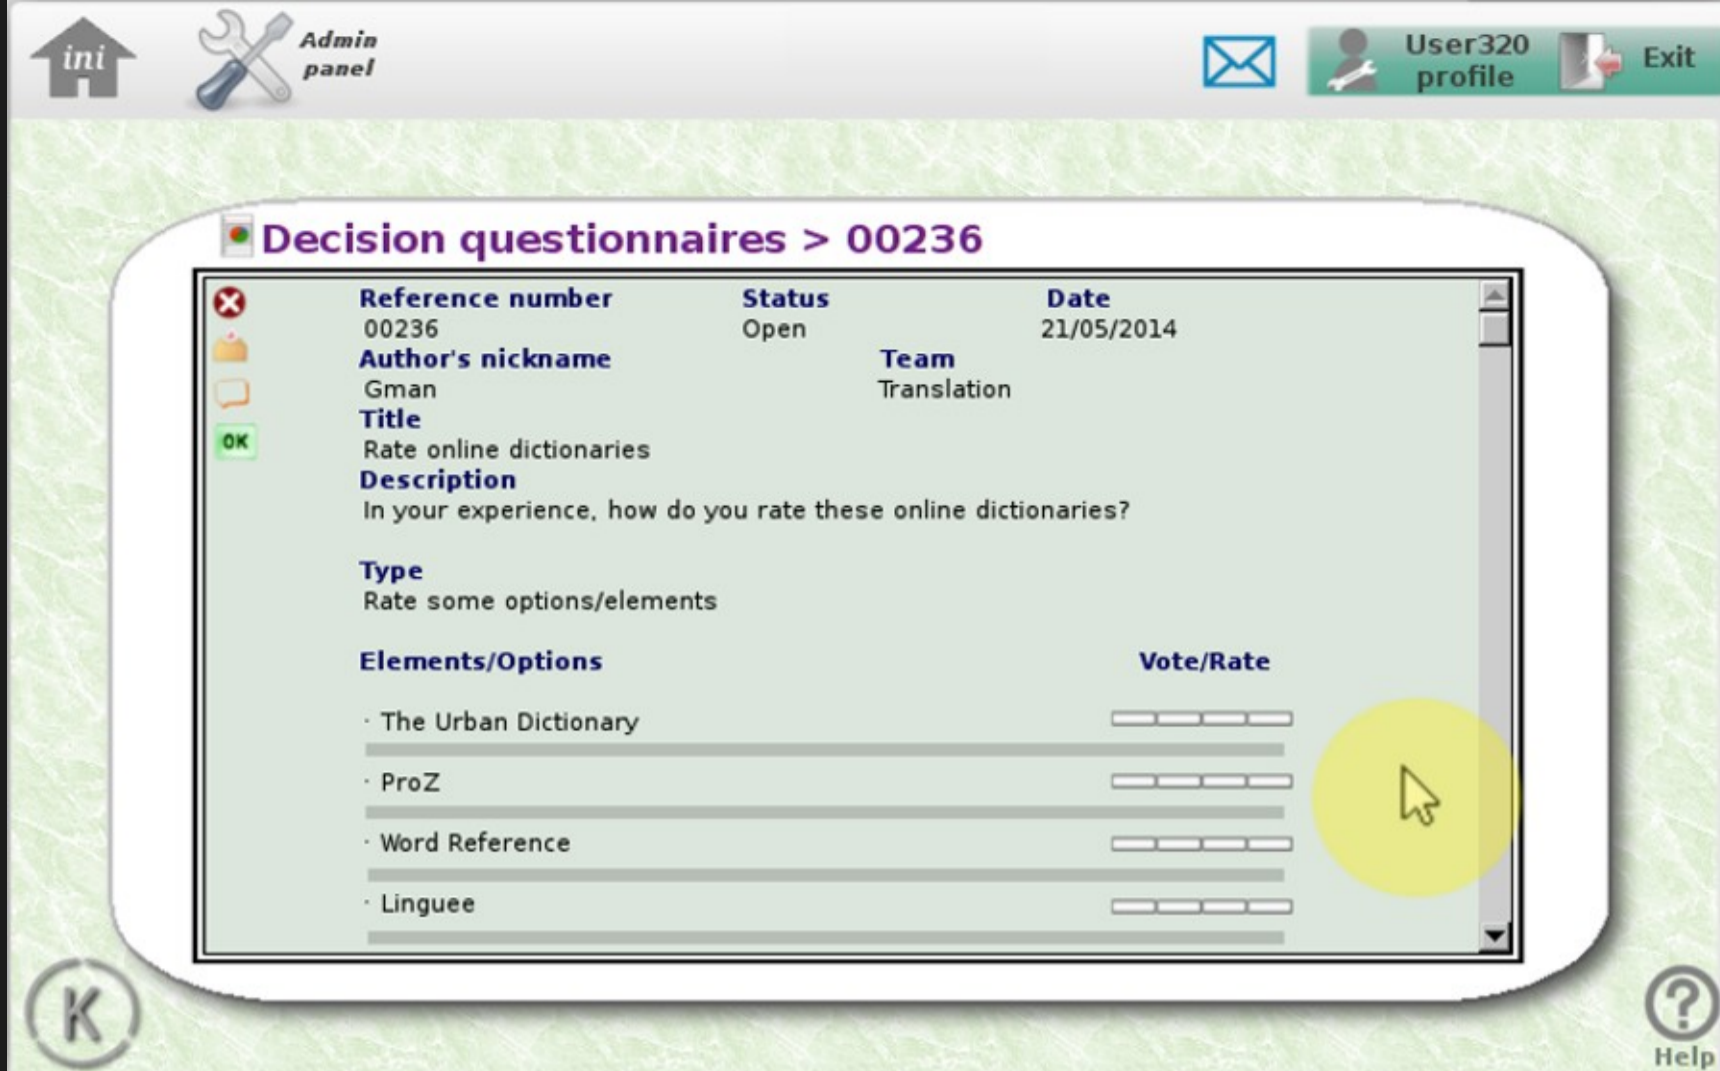 ini
Admin
panel
User320
profile
Exit
Decision questionnaires > 00236
Reference number Status Date
00236 Open 21/05/2014
Author's nickname Team
Gman Translation
Title
Rate online dictionaries
OK
Description
In your experience, how do you rate these online dictionaries?
Type
Rate some options/elements
Elements/Options Vote/Rate
· The Urban Dictionary
· ProZ
· Word Reference
· Linguee
K
?
Help